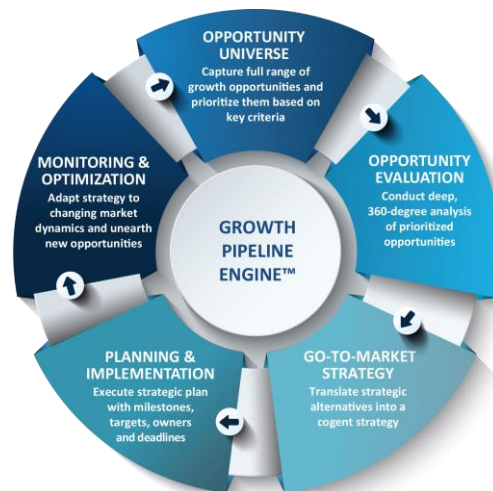 OPPORTUNITY
UNIVERSE
Capture full range of
growth opportunities and
prioritize them based on
key criteria
OPPORTUNITY
EVALUATION
Conduct deep,
360-degree analysis
of prioritized
opportunities
GO-TO-MARKET
STRATEGY
Translate strategic
alternatives into a
cogent strategy
PLANNING &
IMPLEMENTATION
Execute strategic plan
with milestones,
targets, owners
and deadlines
MONITORING &
OPTIMIZATION
Adapt strategy to
changing market
dynamics and unearth
new opportunities
GROWTH
PIPELINE
ENGINE™